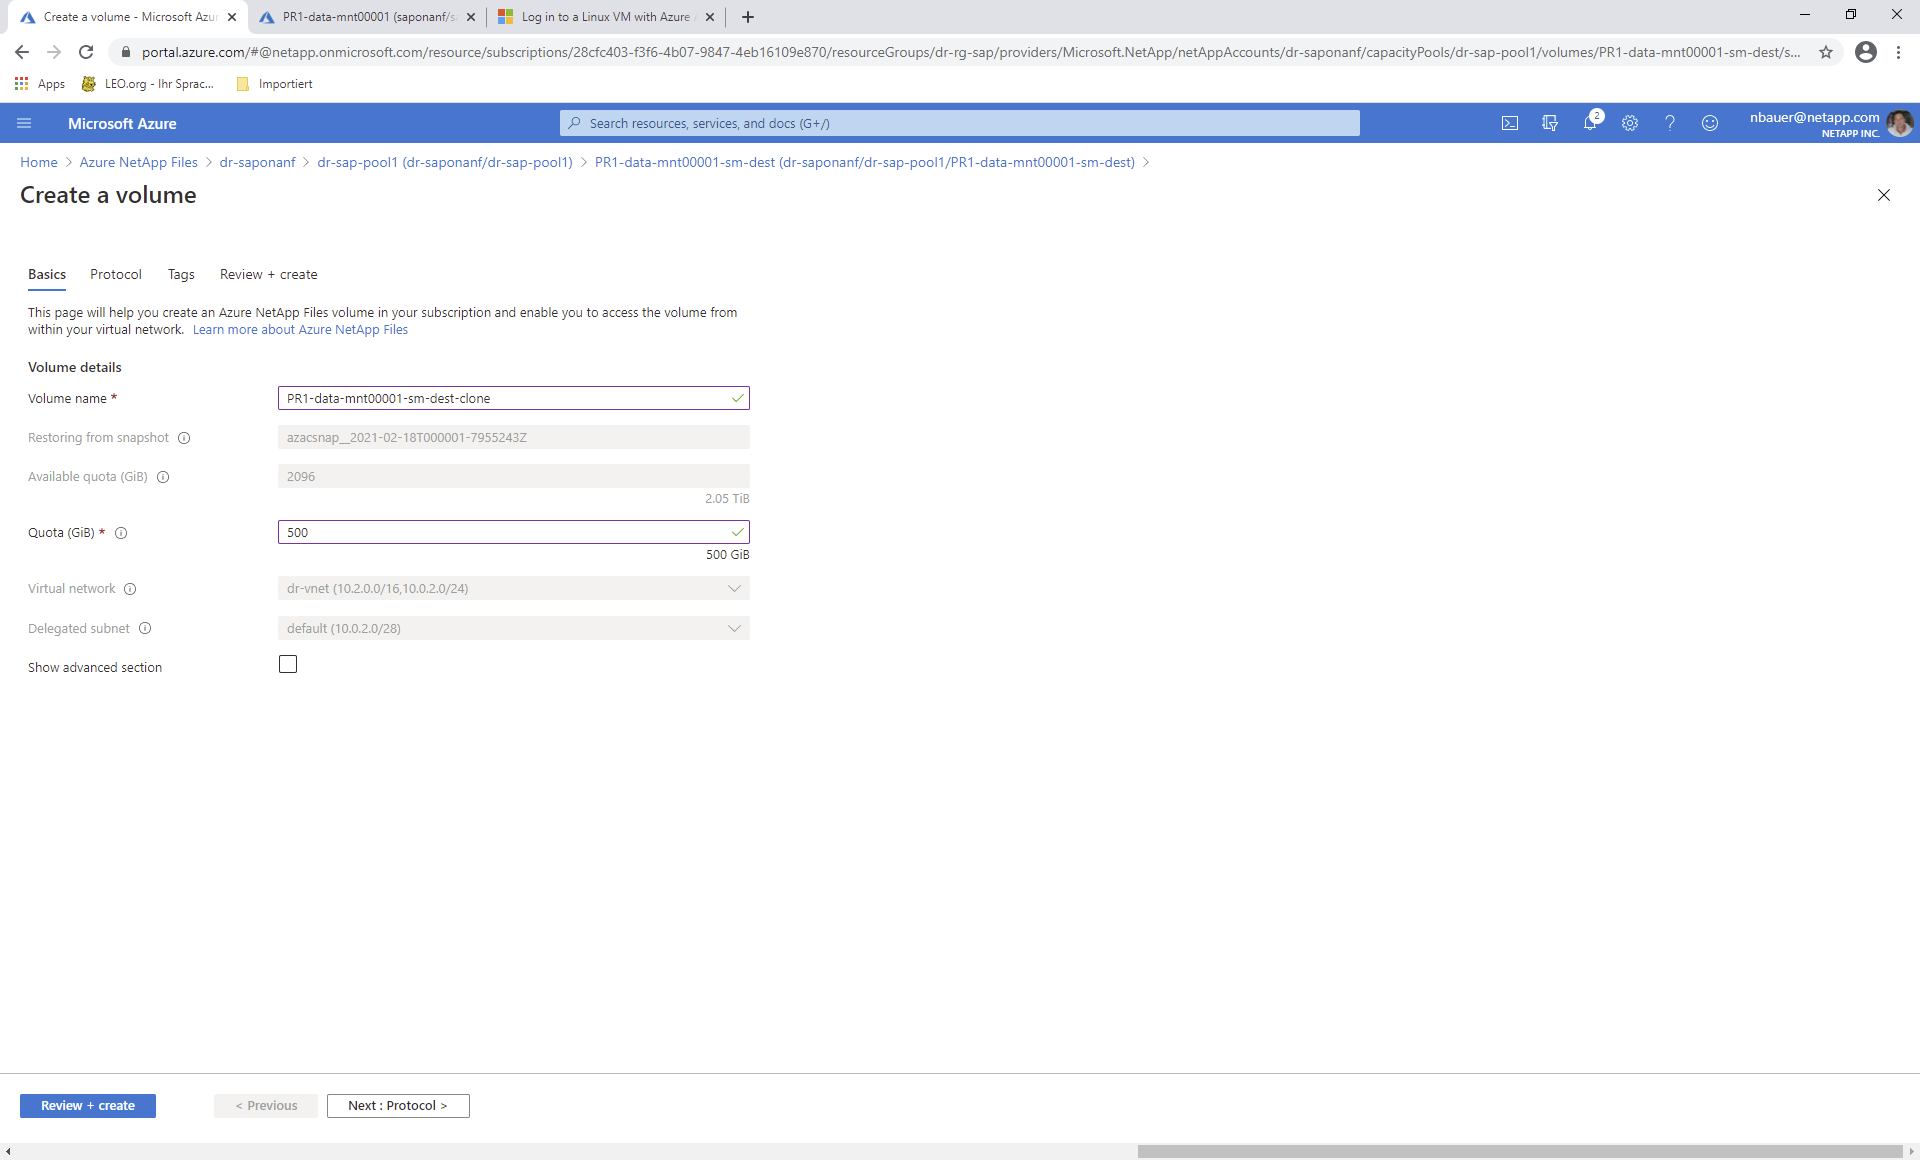 Create a volume - Microsoft Azu
PR1-data-mnt00001 (saponanf/s
Log in to a Linux VM with Azure
portal.azure.com/#@netapp.onmicrosoft.com/resource/subscriptions/28cfc403-f3f6-4b07-9847-4eb16109e870/resourceGroups/dr-rg-sap/providers/Microsoft.NetApp/netAppAccounts/dr-saponanf/capacityPools/dr-sap-pool1/volumes/PR1-data-mnt00001-sm-dest/s...
Apps
LEO.org - Ihr Sprac...
Importiert
Microsoft Azure
Search resources, services, and docs (G+/)
2
nbauer@netapp.com
NETAPP INC.
Home > Azure NetApp Files > dr-saponanf > dr-sap-pool1 (dr-saponanf/dr-sap-pool1) > PR1-data-mnt00001-sm-dest (dr-saponanf/dr-sap-pool1/PR1-data-mnt00001-sm-dest) >
Create a volume
Basics
Protocol
Tags
Review + create
This page will help you create an Azure NetApp Files volume in your subscription and enable you to access the volume from
within your virtual network. Learn more about Azure NetApp Files
Volume details
Volume name *
PR1-data-mnt00001-sm-dest-clone
Restoring from snapshot
azacsnap__2021-02-18T000001-7955243Z
Available quota (GiB)
2096
2.05 TiB
Quota (GiB) *
500
500 GiB
Virtual network
dr-vnet (10.2.0.0/16,10.0.2.0/24)
Delegated subnet
default (10.0.2.0/28)
Show advanced section
Review + create
< Previous
Next : Protocol >